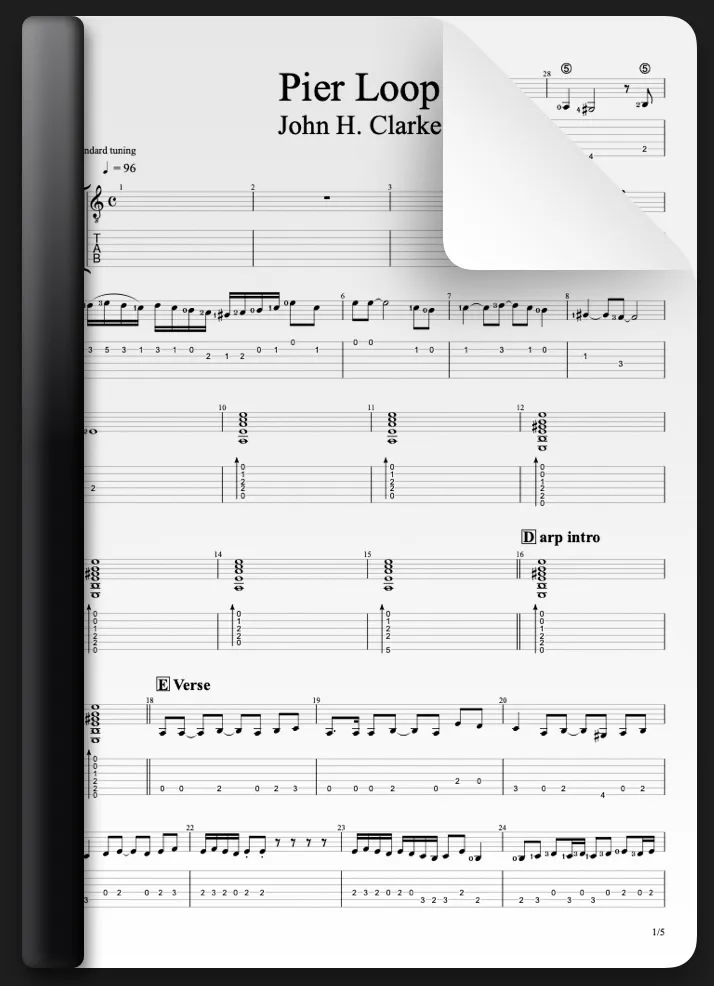 Pier Loop
John H. Clarke
ndard tuning
= 96
28
⑤ ⑤
0 4 2
4 2
1 2 3
T
A
B
6 7 8
3 5 3 1 3 1 0 2 1 2 0 1 0 1 0 0 1 0 1 3 1 0 1 3
10 11 12
2
0 1 2 2 0
0 1 2 2 0
0 0 1 2 2 0
D arp intro
14 15 16
0 0 1 2 2 0
0 1 2 2 0
0 1 2 2 5
0 0 1 2 2 0
E Verse
18 19 20
0 0 1 2 2 0
0 0 2 0 2 3 0 0 0 2 0 2 0 3 0 2 4 0 2
22 23 24
3 0 2 0 2 3 2 3 2 0 2 2 2 3 2 0 2 0 3 2 3 2 2 2 3 0 3 0 3 0 2 0 2
1/5